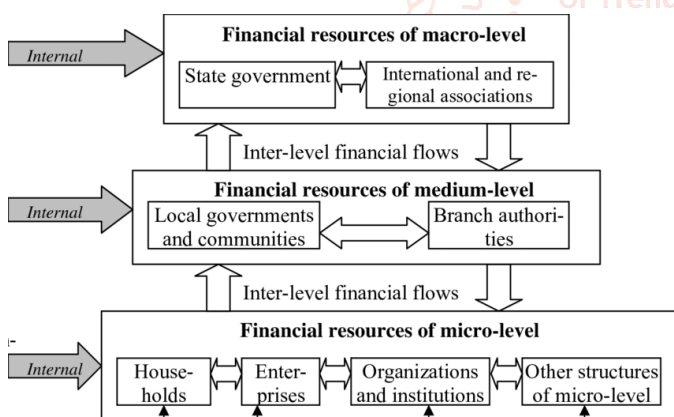 of Trend
Financial resources of macro-level
Internal
State government
International and re-
gional associations
Inter-level financial flows
Financial resources of medium-level
Internal
Local governments
and communities
Branch authori-
ties
Inter-level financial flows
Financial resources of micro-level
Internal
House-
holds
Enter-
prises
Organizations
and institutions
Other structures
of micro-level